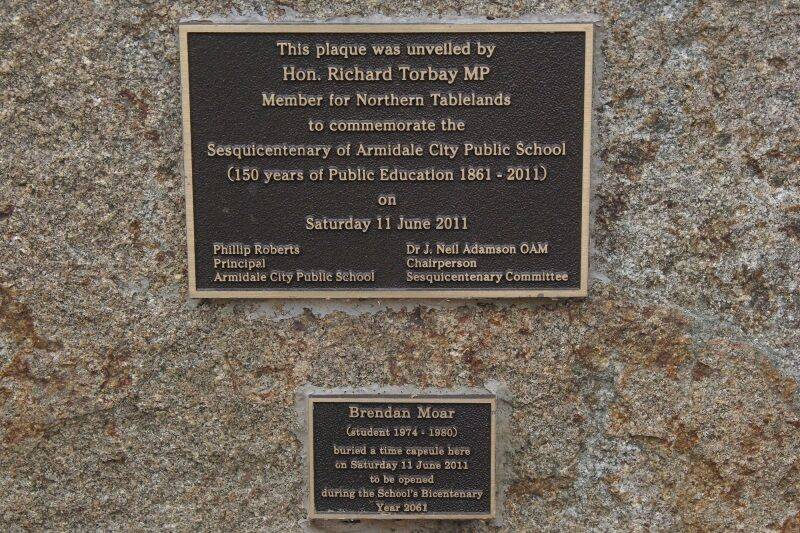 This plaque was unveiled by
Hon. Richard Torbay MP
Member for Northern Tablelands
to commemorate the
Sesquicentenary of Armidale City Public School
(150 years of Public Education 1861 - 2011)
on
Saturday 11 June 2011
Phillip Roberts
Principal
Armidale City Public School
Dr J. Neil Adamson OAM
Chairperson
Sesquicentenary Committee
Brendan Moar
(student 1974 - 1980)
buried a time capsule here
on Saturday 11 June 2011
to be opened
during the School's Bicentenary
Year 2061